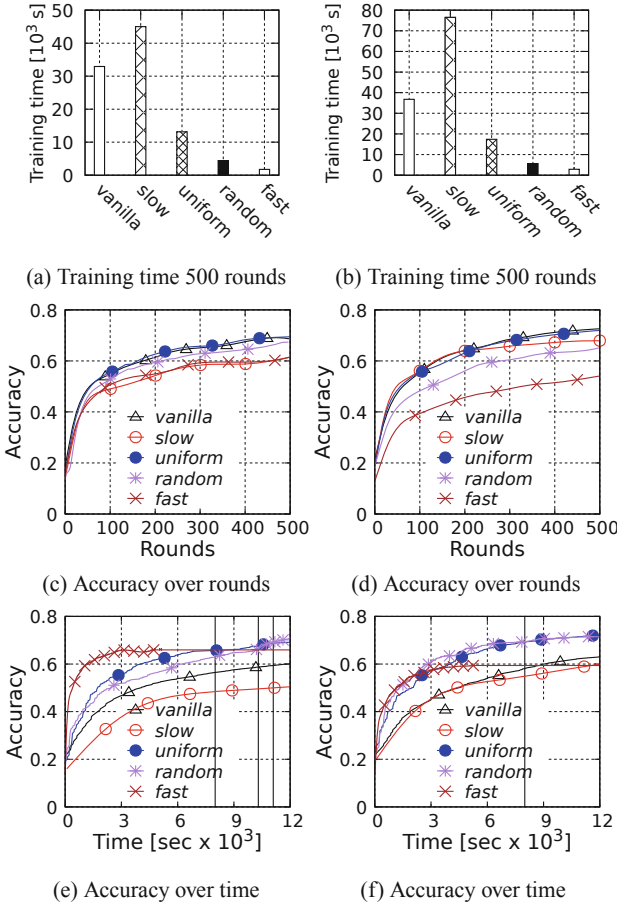 Training time [10³ s]
50
40
30
20
10
0
vanilla
slow
uniform
random
fast
(a) Training time 500 rounds
Training time [10³ s]
80
70
60
50
40
30
20
10
0
vanilla
slow
uniform
random
fast
(b) Training time 500 rounds
Accuracy
0.8
0.6
0.4
0.2
0
vanilla
slow
uniform
random
fast
0 100 200 300 400 500
Rounds
(c) Accuracy over rounds
Accuracy
0.8
0.6
0.4
0.2
0
vanilla
slow
uniform
random
fast
0 100 200 300 400 500
Rounds
(d) Accuracy over rounds
Accuracy
0.8
0.6
0.4
0.2
0
vanilla
slow
uniform
random
fast
0 3 6 9 12
Time [sec x 10³]
(e) Accuracy over time
Accuracy
0.8
0.6
0.4
0.2
0
vanilla
slow
uniform
random
fast
0 3 6 9 12
Time [sec x 10³]
(f) Accuracy over time